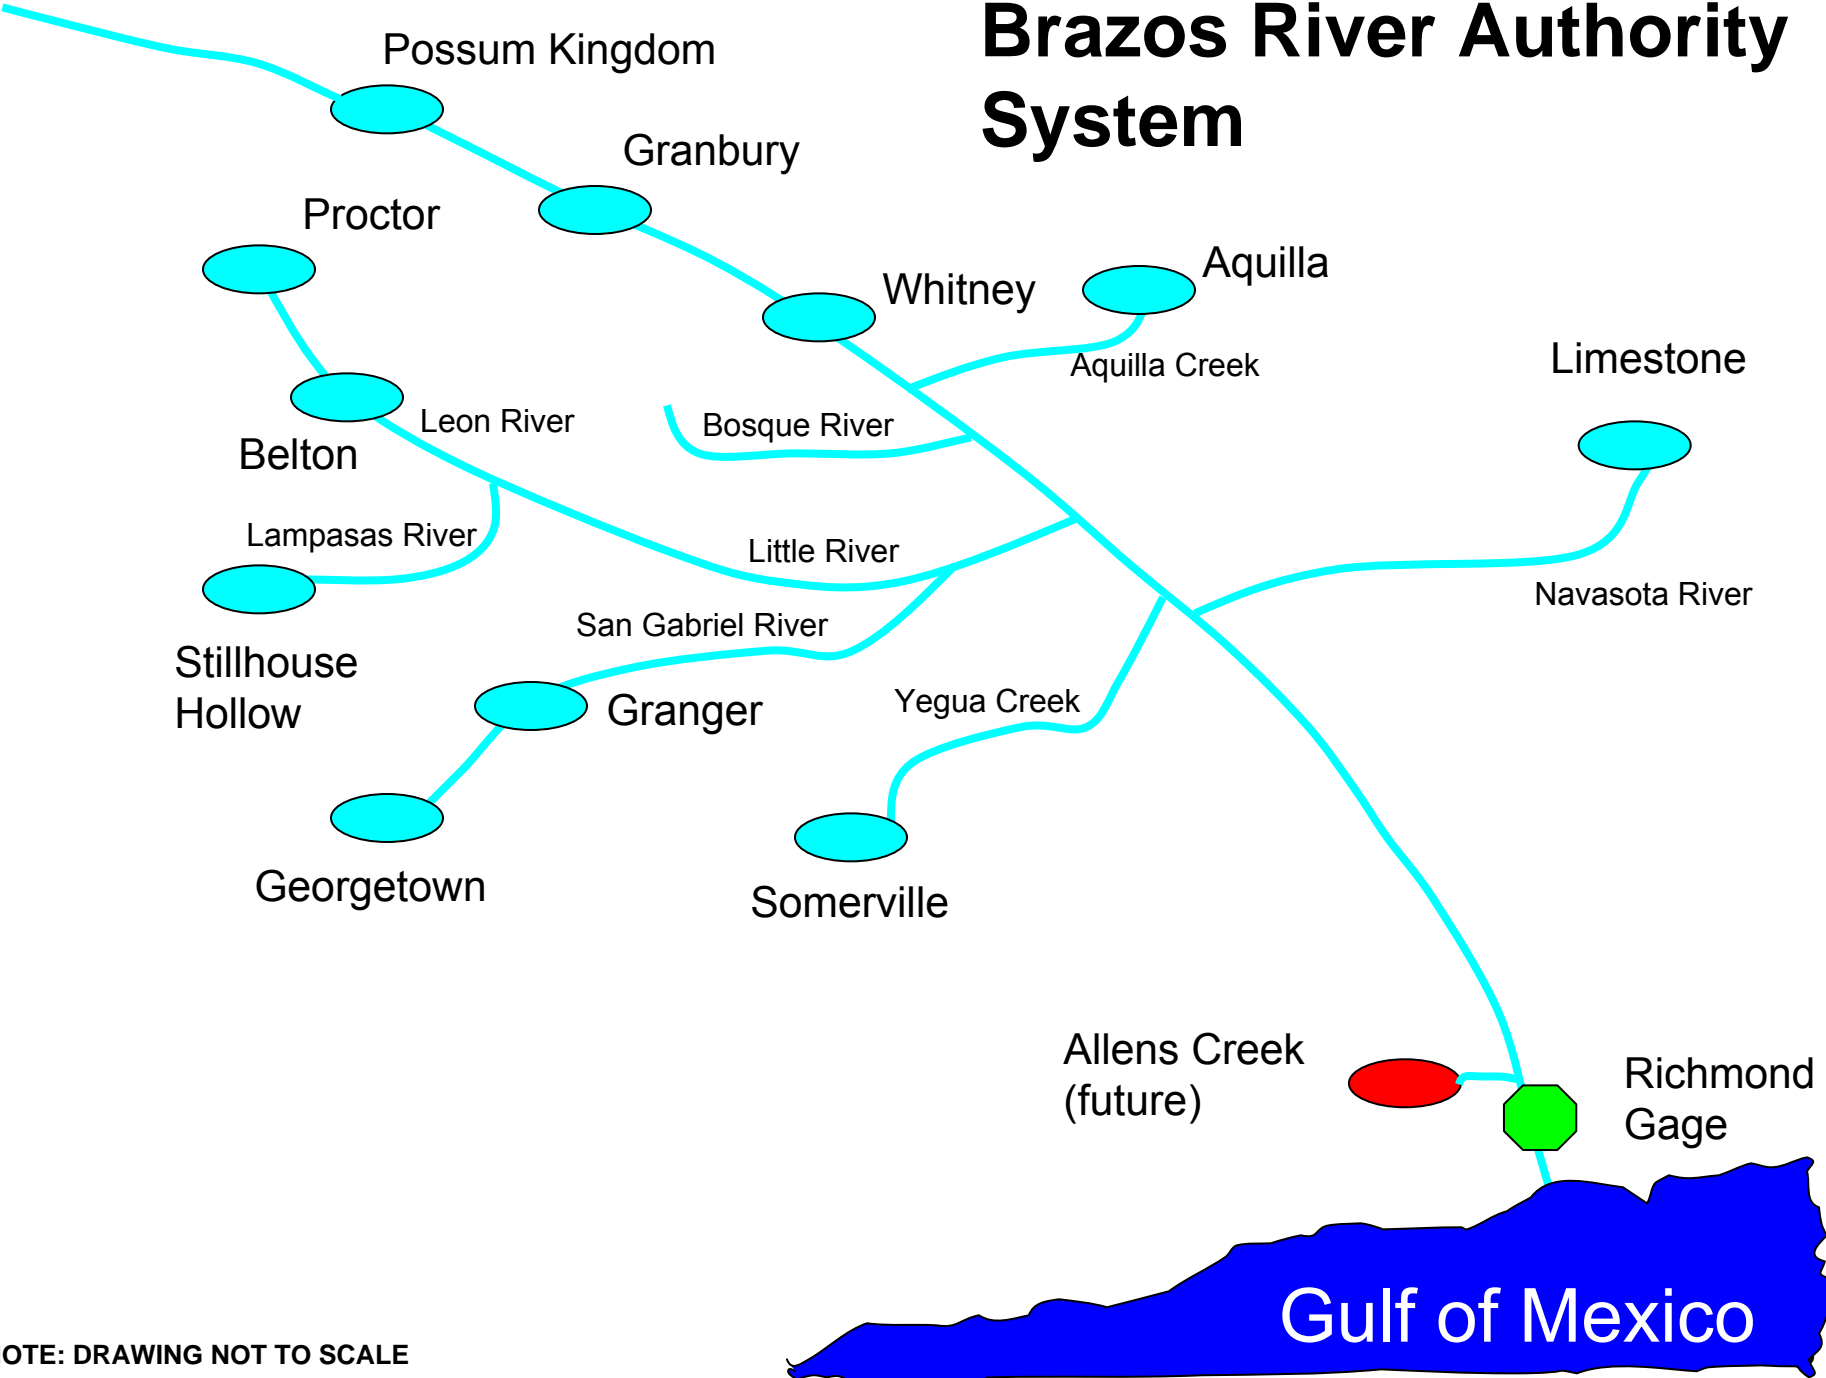 Brazos River Authority
System
Possum Kingdom
Granbury
Proctor
Whitney
Aquilla
Aquilla Creek
Limestone
Leon River
Bosque River
Belton
Lampasas River
Little River
Navasota River
San Gabriel River
Stillhouse
Hollow
Granger
Yegua Creek
Georgetown
Somerville
Allens Creek
(future)
Richmond
Gage
Gulf of Mexico
OTE: DRAWING NOT TO SCALE